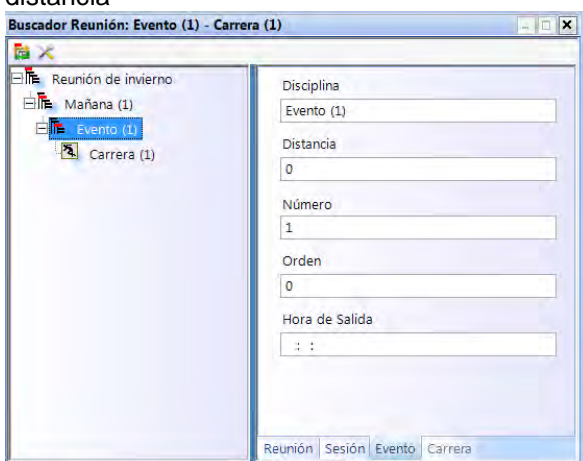 distancia
Buscador Reunión: Evento (1) - Carrera (1)
Reunión de invierno
Mañana (1)
Evento (1)
Carrera (1)
Disciplina
Evento (1)
Distancia
0
Número
1
Orden
0
Hora de Salida
: :
Reunión Sesión Evento Carrera